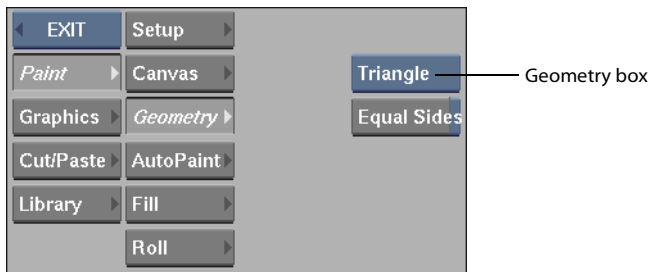 EXIT Setup
Paint Canvas Triangle Geometry box
Graphics Geometry Equal Sides
Cut/Paste AutoPaint
Library Fill
Roll